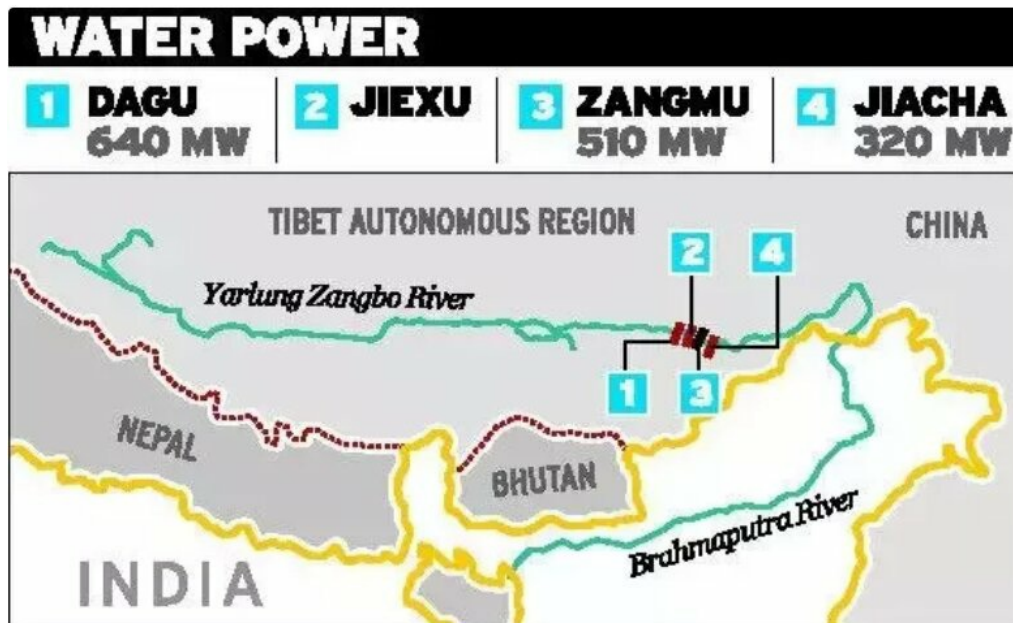 WATER POWER
1 DAGU 2 JIEXU 3 ZANGMU 4 JIACHA
640 MW 510 MW 320 MW
TIBET AUTONOMOUS REGION CHINA
2 4
Yarlung Zangbo River
1 3
NEPAL
BHUTAN
Brahmaputra River
INDIA